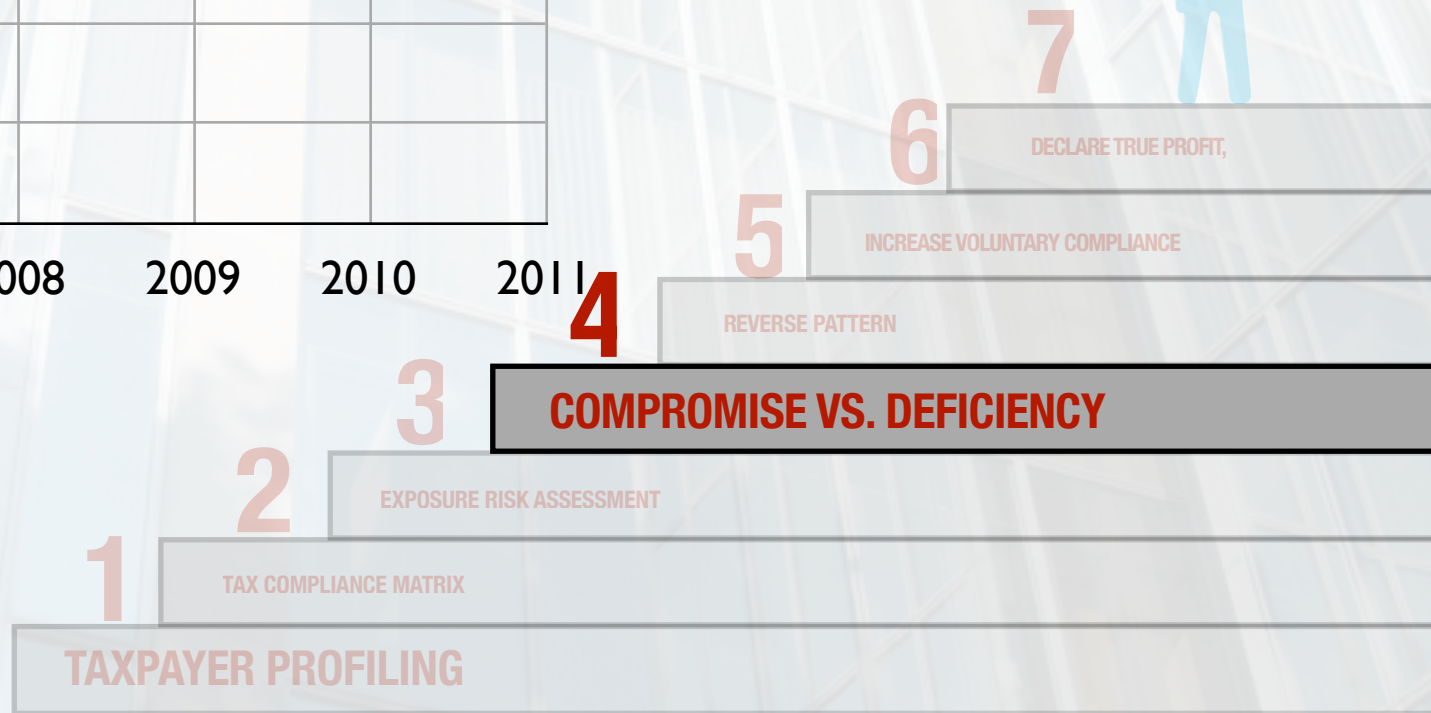 7
6
DECLARE TRUE PROFIT,
5
INCREASE VOLUNTARY COMPLIANCE
2009 2010 2011
4
REVERSE PATTERN
3
COMPROMISE VS. DEFICIENCY
2
EXPOSURE RISK ASSESSMENT
1
TAX COMPLIANCE MATRIX
TAXPAYER PROFILING